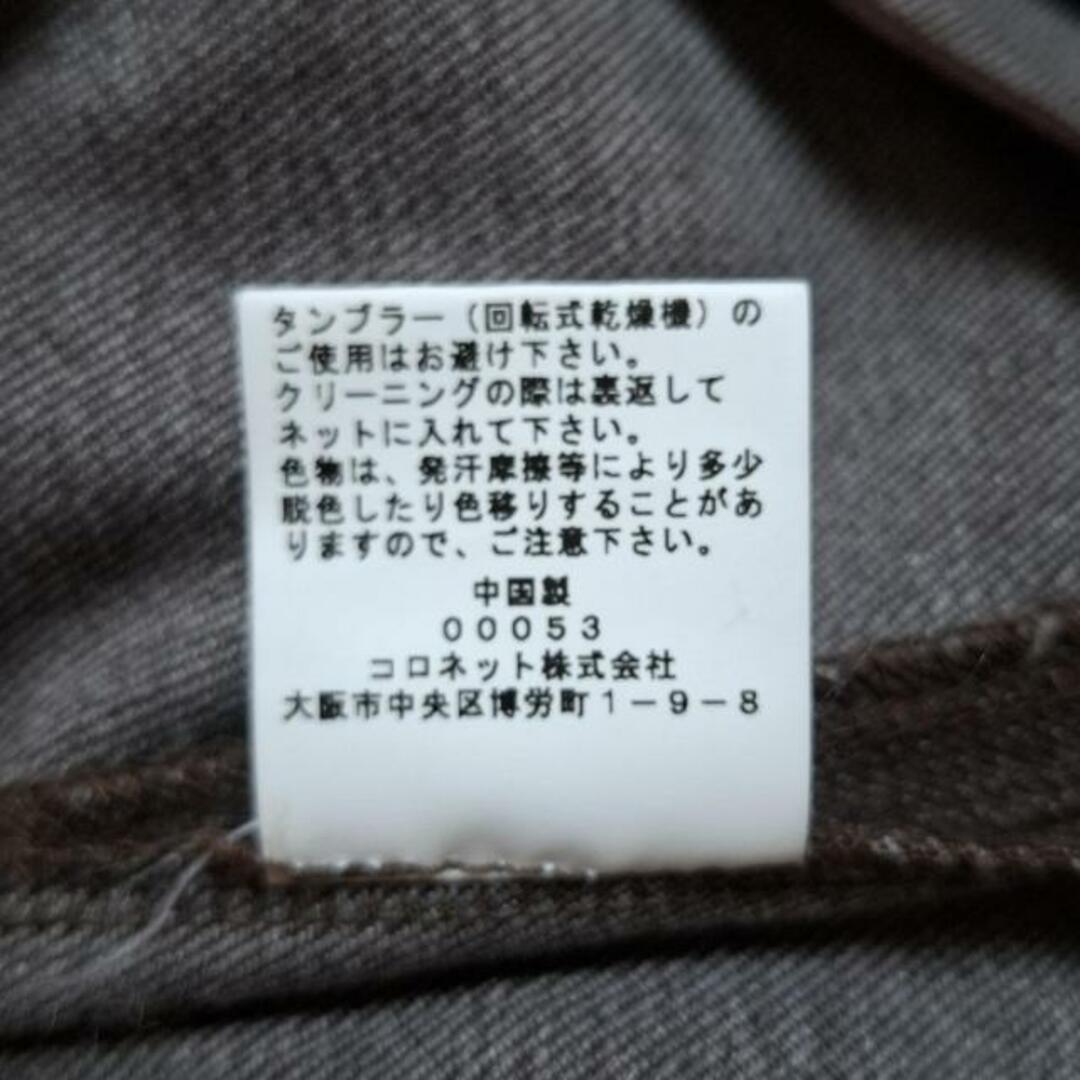 タンブラー（回転式乾燥機）の
ご使用はお避け下さい。
クリーニングの際は裏返して
ネットに入れて下さい。
色物は、発汗摩擦等により多少
脱色したり色移りすることがあ
りますので、ご注意下さい。
中国製
００００５３
コロネット株式会社
大阪市中央区博労町１－９－８